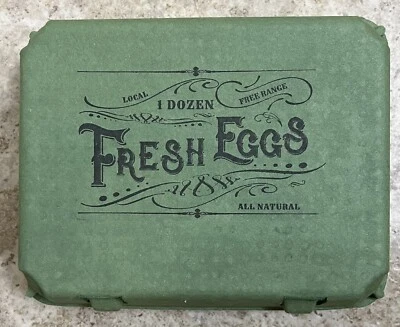 LOCAL
1 DOZEN
FREE RANGE
FRESH EGGS
ALL NATURAL